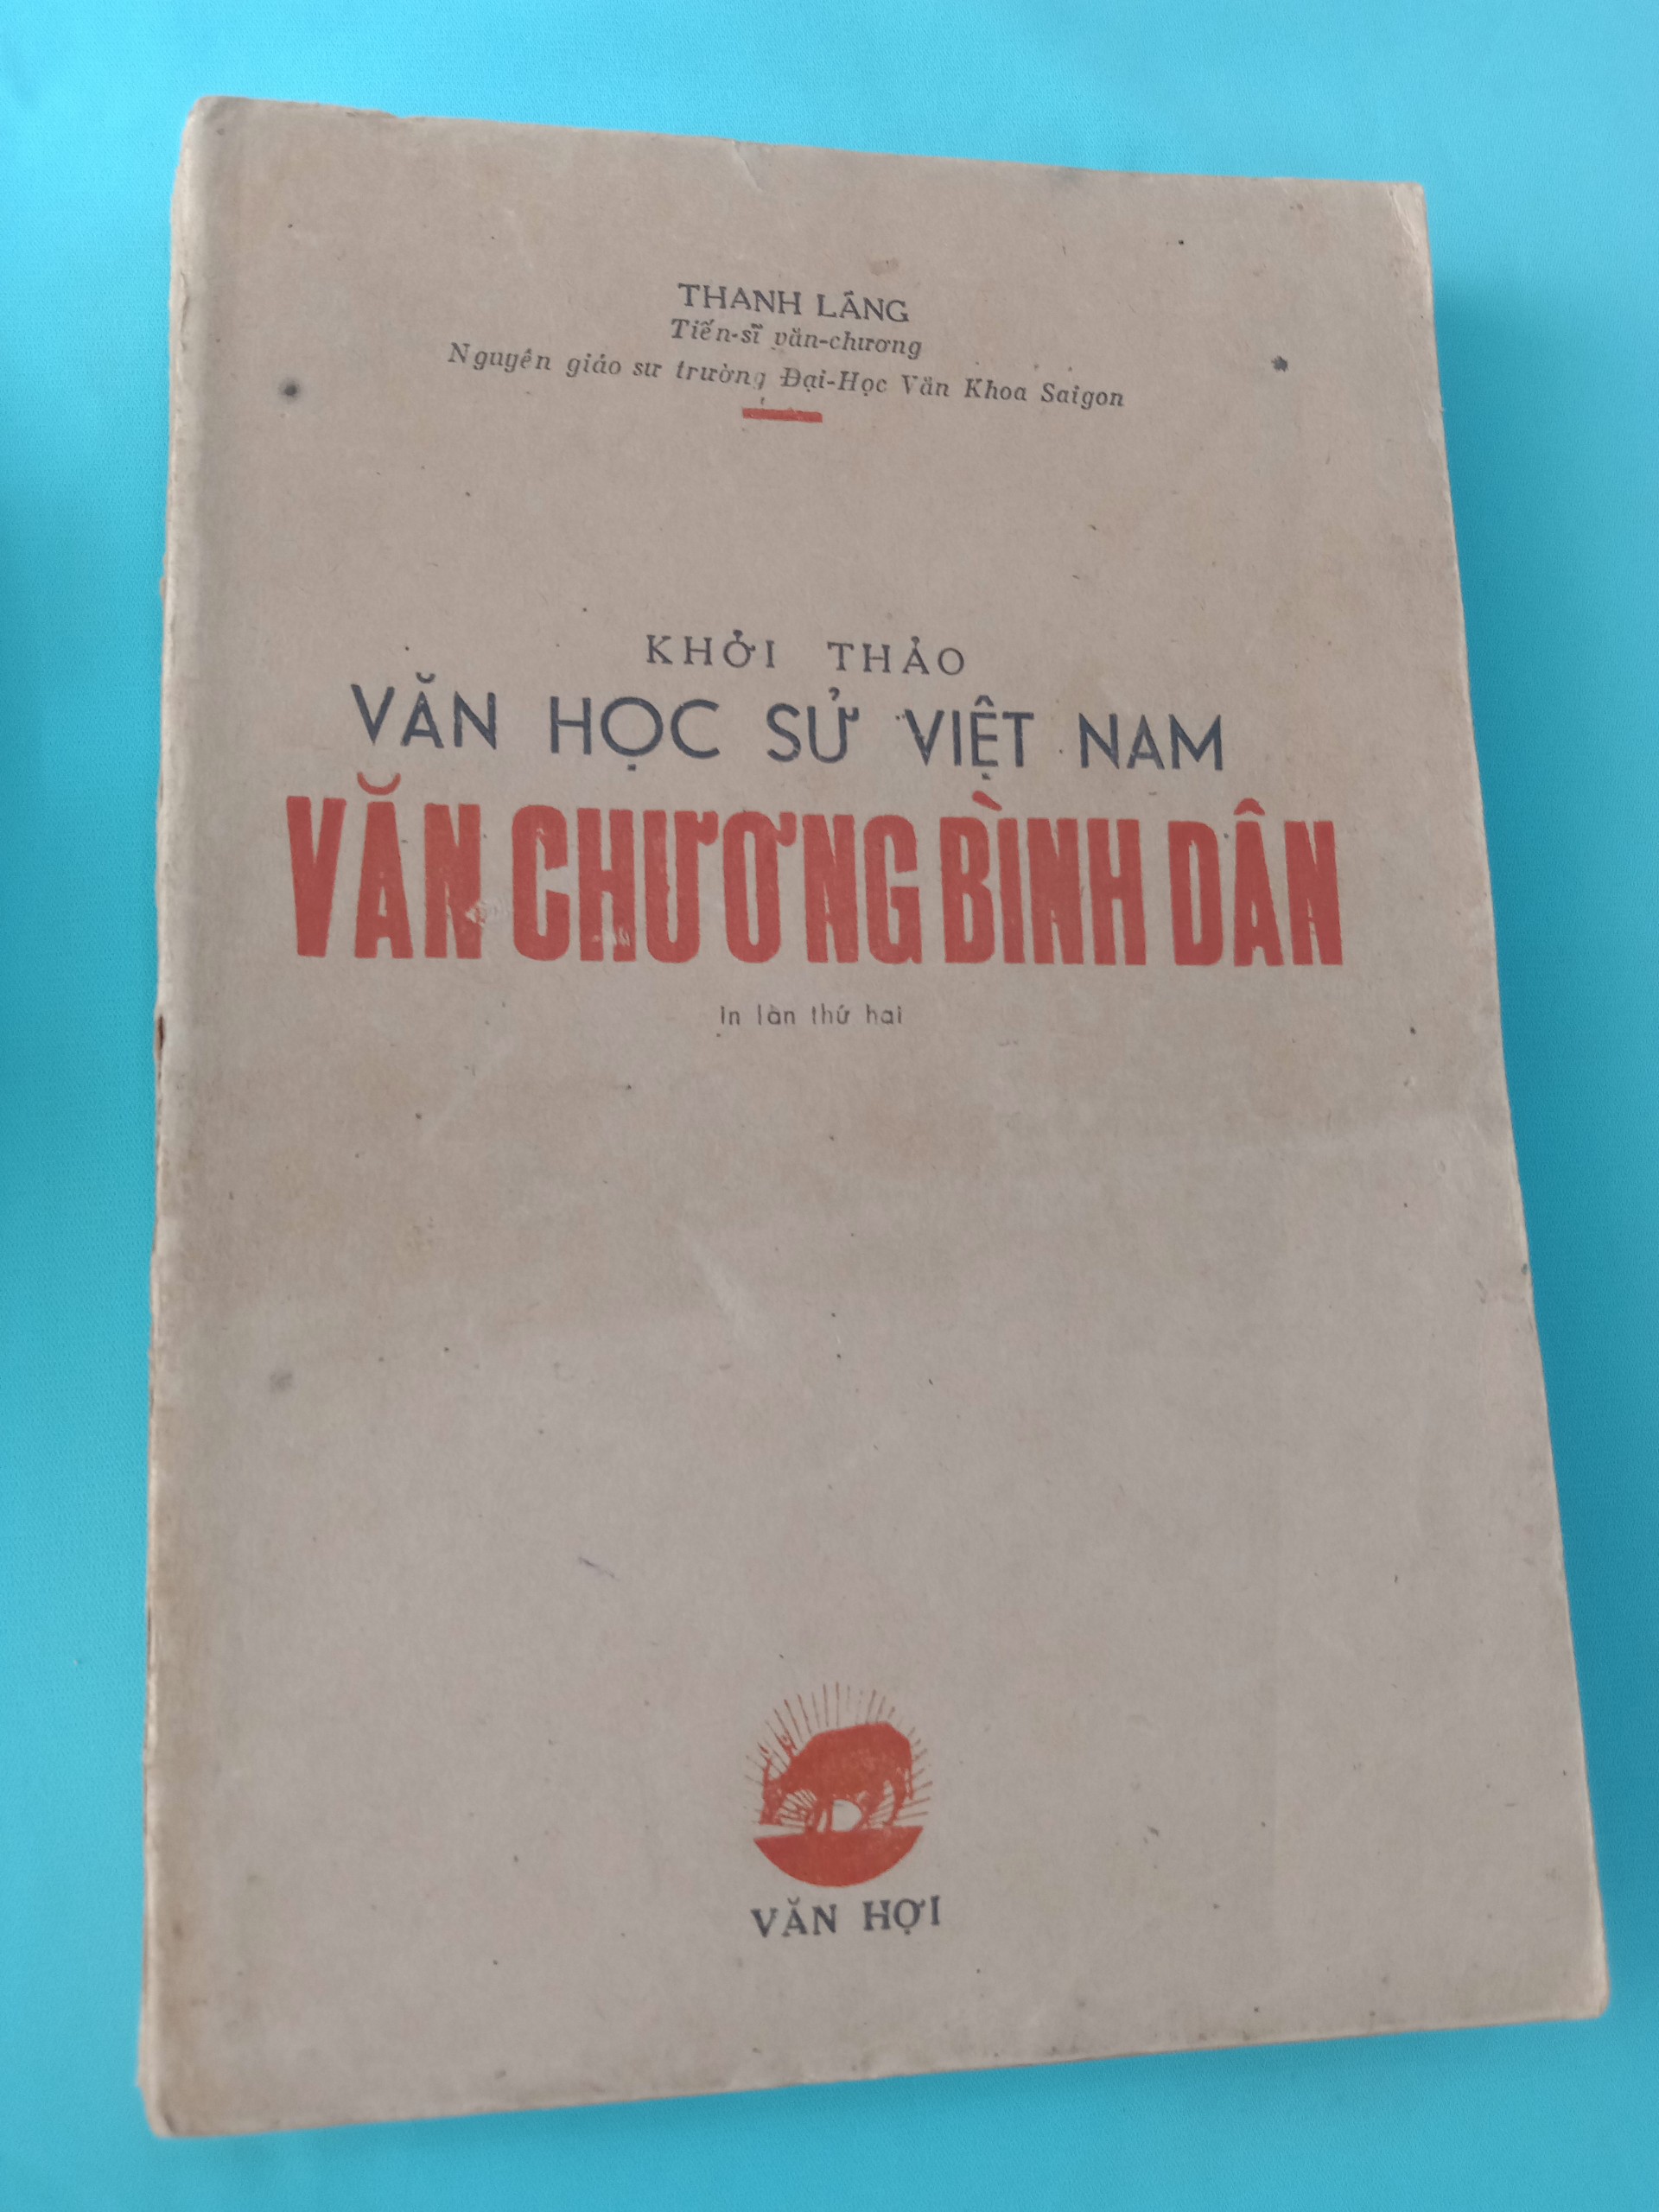 THANH LÃNG
Tiến-sĩ văn-chương
Nguyên giáo sư trường Đại-Học Văn Khoa Saigon
KHỞI THẢO
VĂN HỌC SỬ VIỆT NAM
VĂN CHƯƠNG BÌNH DÂN
In lần thứ hai
VĂN HỢI